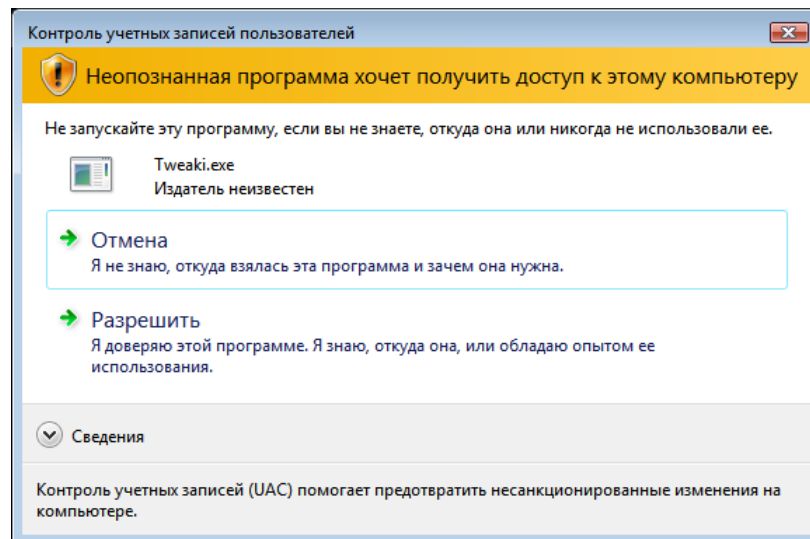 Контроль учетных записей пользователей
Неопознанная программа хочет получить доступ к этому компьютеру
Не запускайте эту программу, если вы не знаете, откуда она или никогда не использовали ее.
Tweaki.exe
Издатель неизвестен
Отмена
Я не знаю, откуда взялась эта программа и зачем она нужна.
Разрешить
Я доверяю этой программе. Я знаю, откуда она, или обладаю опытом ее
использования.
Сведения
Контроль учетных записей (UAC) помогает предотвратить несанкционированные изменения на
компьютере.